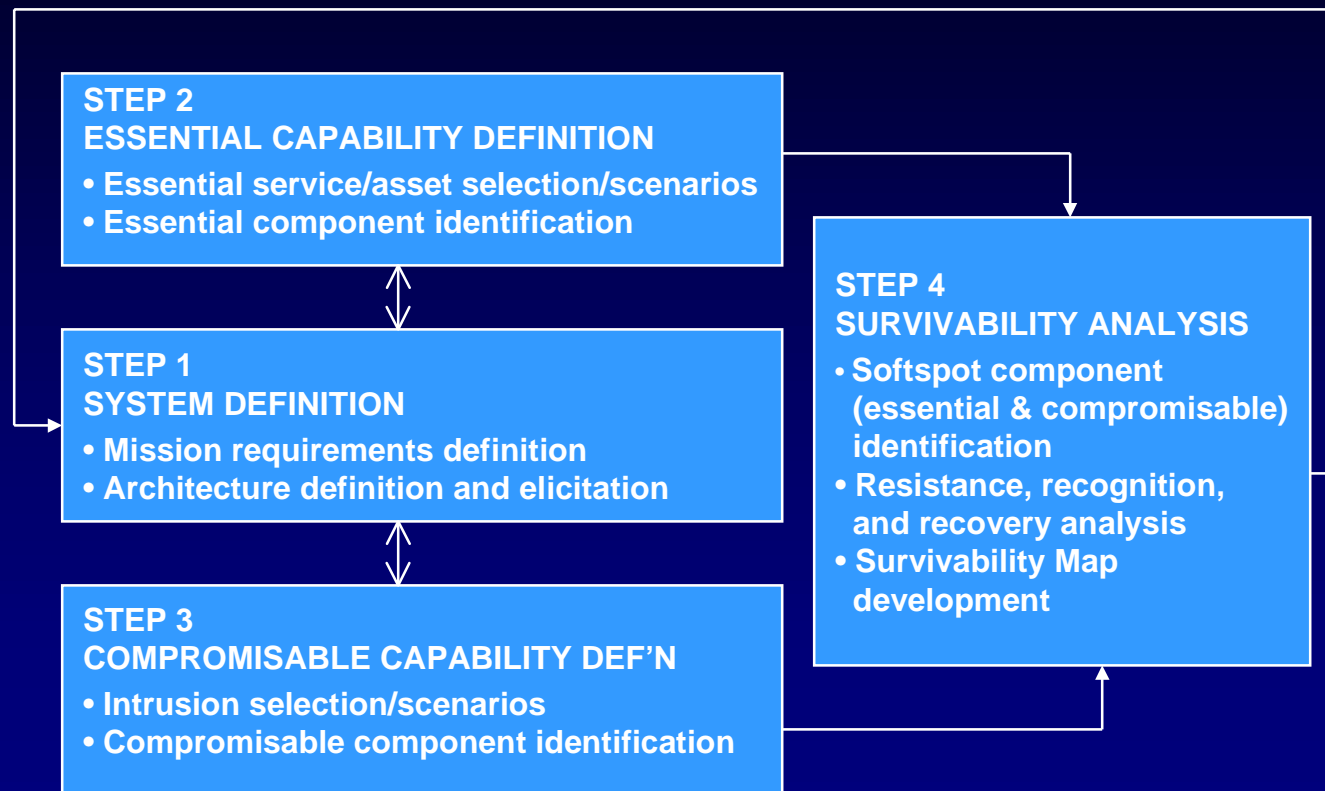 STEP 2
ESSENTIAL CAPABILITY DEFINITION
• Essential service/asset selection/scenarios
• Essential component identification
STEP 1
SYSTEM DEFINITION
• Mission requirements definition
• Architecture definition and elicitation
STEP 3
COMPROMISABLE CAPABILITY DEF’N
• Intrusion selection/scenarios
• Compromisable component identification
STEP 4
SURVIVABILITY ANALYSIS
• Softspot component
(essential & compromisable)
identification
• Resistance, recognition,
and recovery analysis
• Survivability Map
development